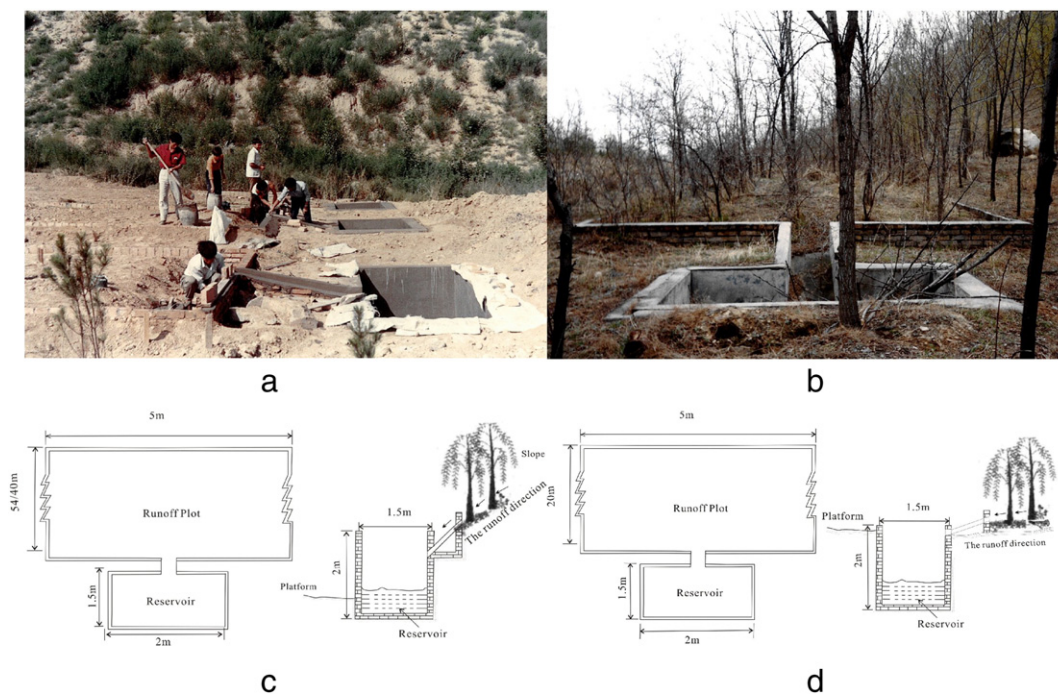 a
b
5m
54/40m
Runoff Plot
1.5m
Reservoir
2m
Slope
The runoff direction
1.5m
2m
Platform
Reservoir
c
5m
20m
Runoff Plot
1.5m
Reservoir
2m
Platform
1.5m
The runoff direction
2m
Reservoir
d